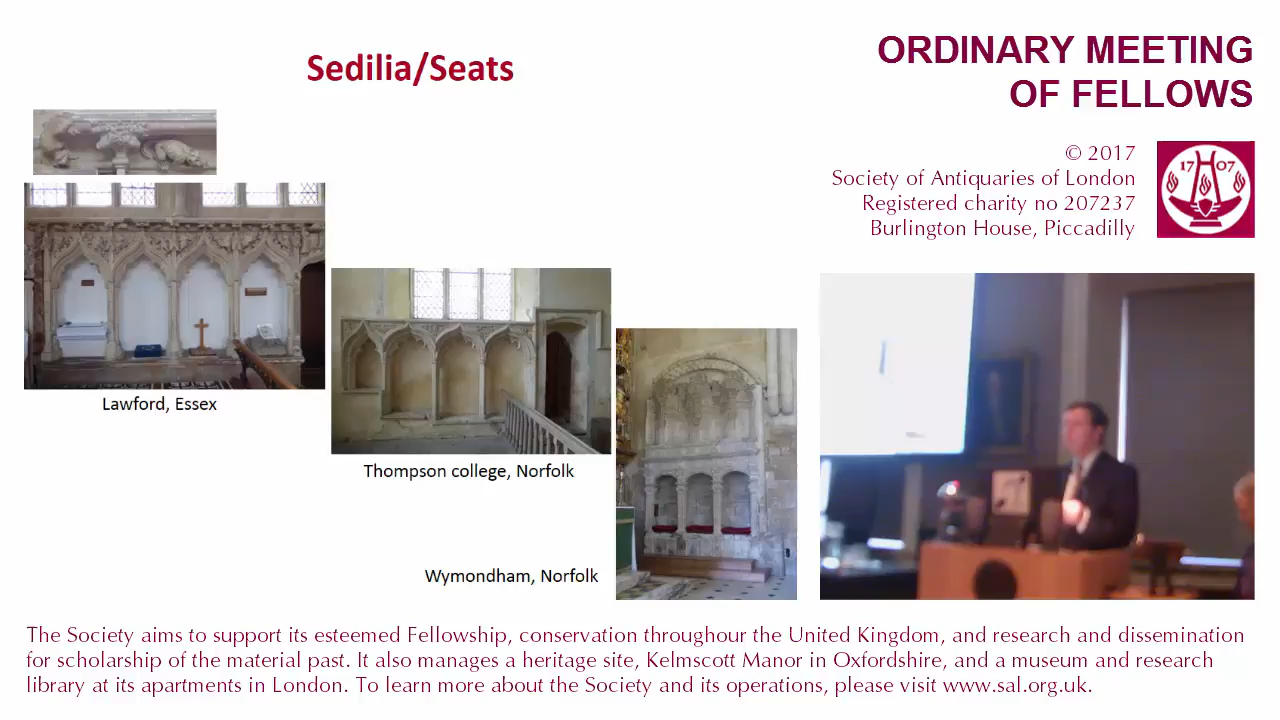 Sedilia/Seats
ORDINARY MEETING
OF FELLOWS
© 2017
Society of Antiquaries of London
Registered charity no 207237
Burlington House, Piccadilly
17 07
Lawford, Essex
Thompson college, Norfolk
Wymondham, Norfolk
The Society aims to support its esteemed Fellowship, conservation throughour the United Kingdom, and research and dissemination
for scholarship of the material past. It also manages a heritage site, Kelmscott Manor in Oxfordshire, and a museum and research
library at its apartments in London. To learn more about the Society and its operations, please visit www.sal.org.uk.